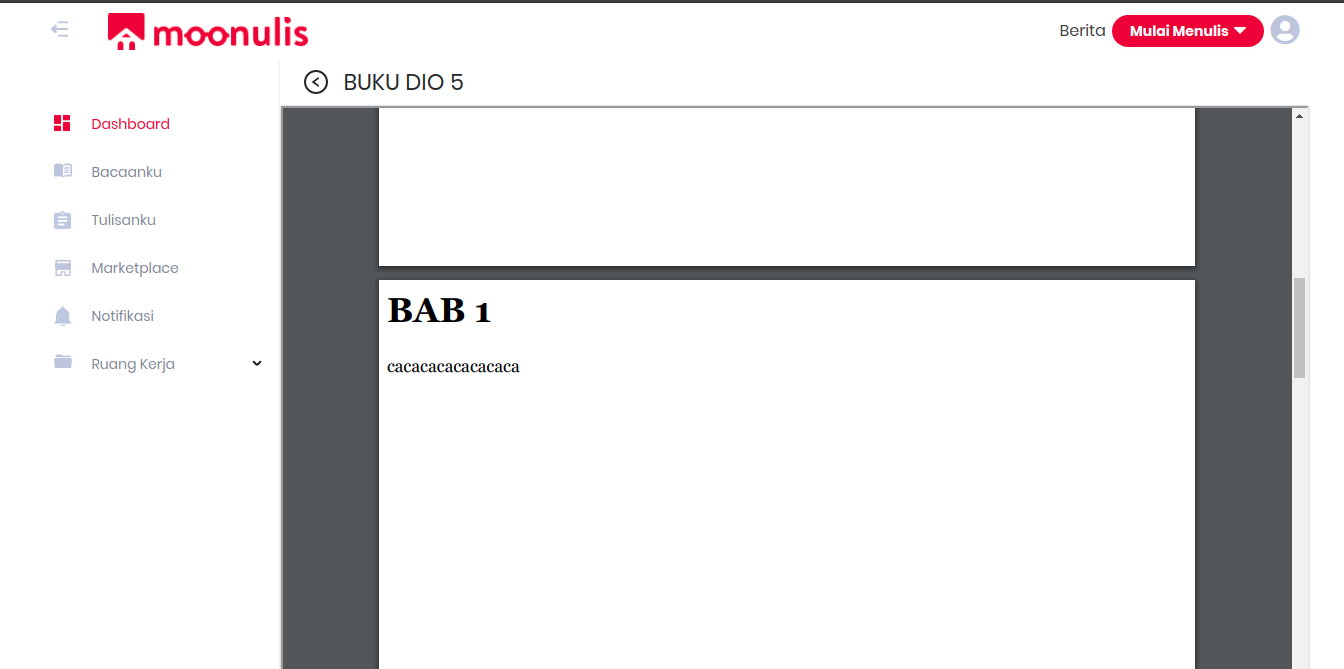 moonulis
Berita
Mulai Menulis
BUKU DIO 5
Dashboard
Bacaanku
Tulisanku
Marketplace
Notifikasi
Ruang Kerja
BAB 1
cacacacacacacaca